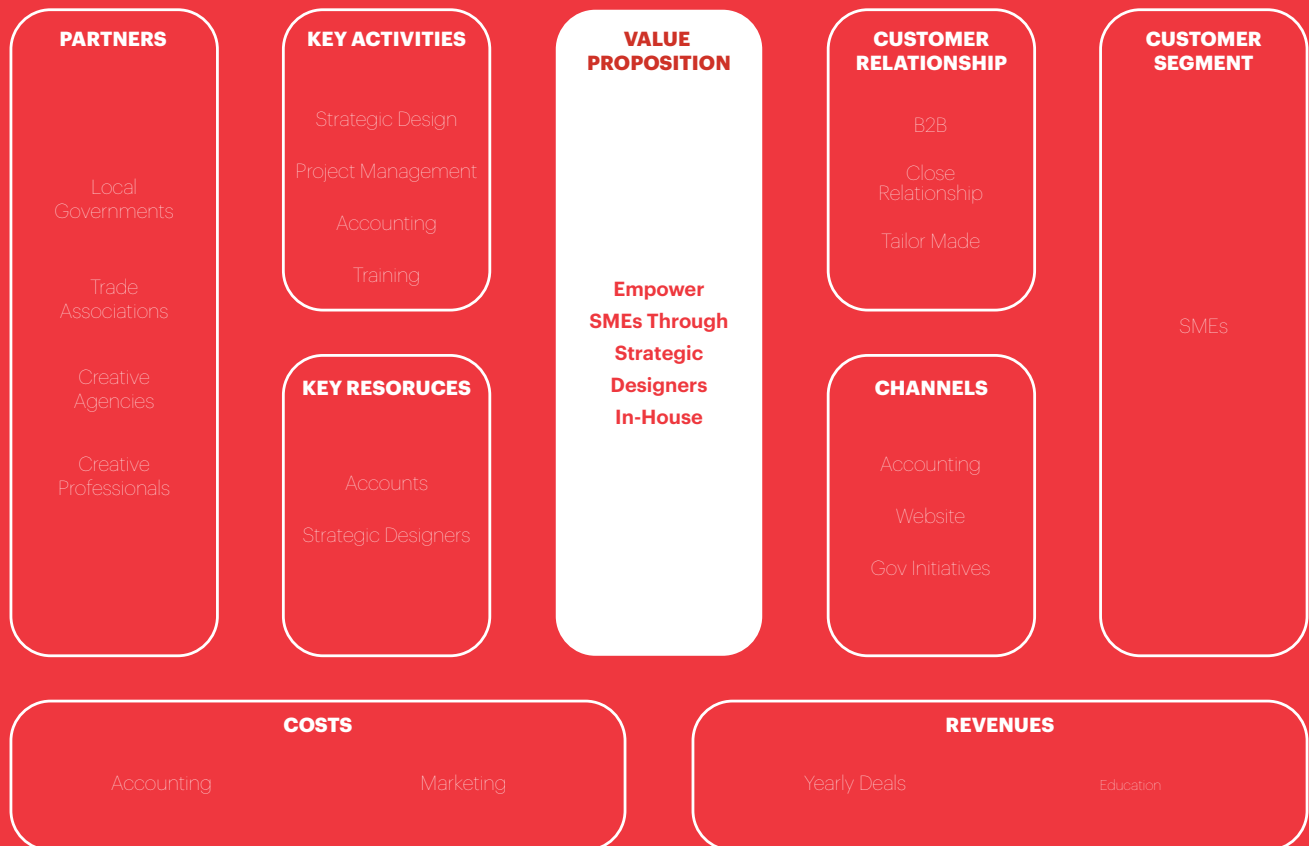 PARTNERS
Local
Governments
Trade
Associations
Creative
Agencies
Creative
Professionals
KEY ACTIVITIES
Strategic Design
Project Management
Accounting
Training
KEY RESORUCES
Accounts
Strategic Designers
VALUE
PROPOSITION
Empower
SMEs Through
Strategic
Designers
In-House
CUSTOMER
RELATIONSHIP
B2B
Close
Relationship
Tailor Made
CHANNELS
Accounting
Website
Gov Initiatives
CUSTOMER
SEGMENT
SMEs
COSTS
Accounting
Marketing
REVENUES
Yearly Deals
Education